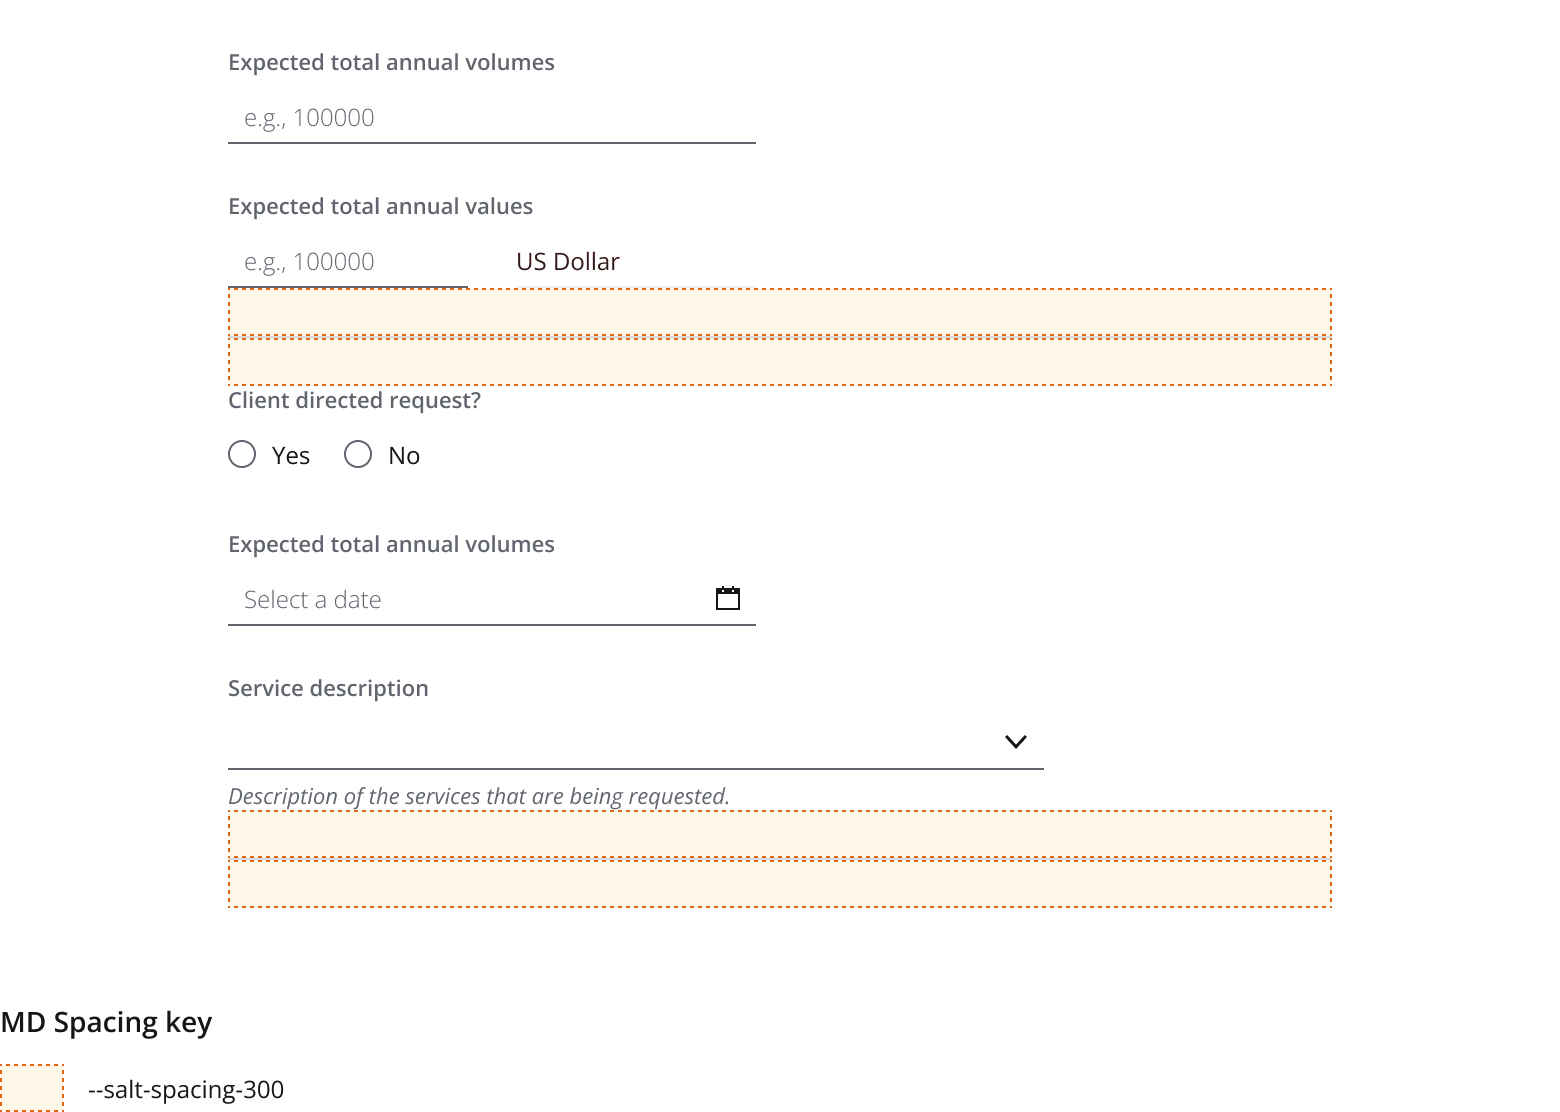 Expected total annual volumes
e.g., 100000
Expected total annual values
e.g., 100000 US Dollar
Client directed request?
Yes No
Expected total annual volumes
Select a date
Service description
Description of the services that are being requested.
MD Spacing key
--salt-spacing-300